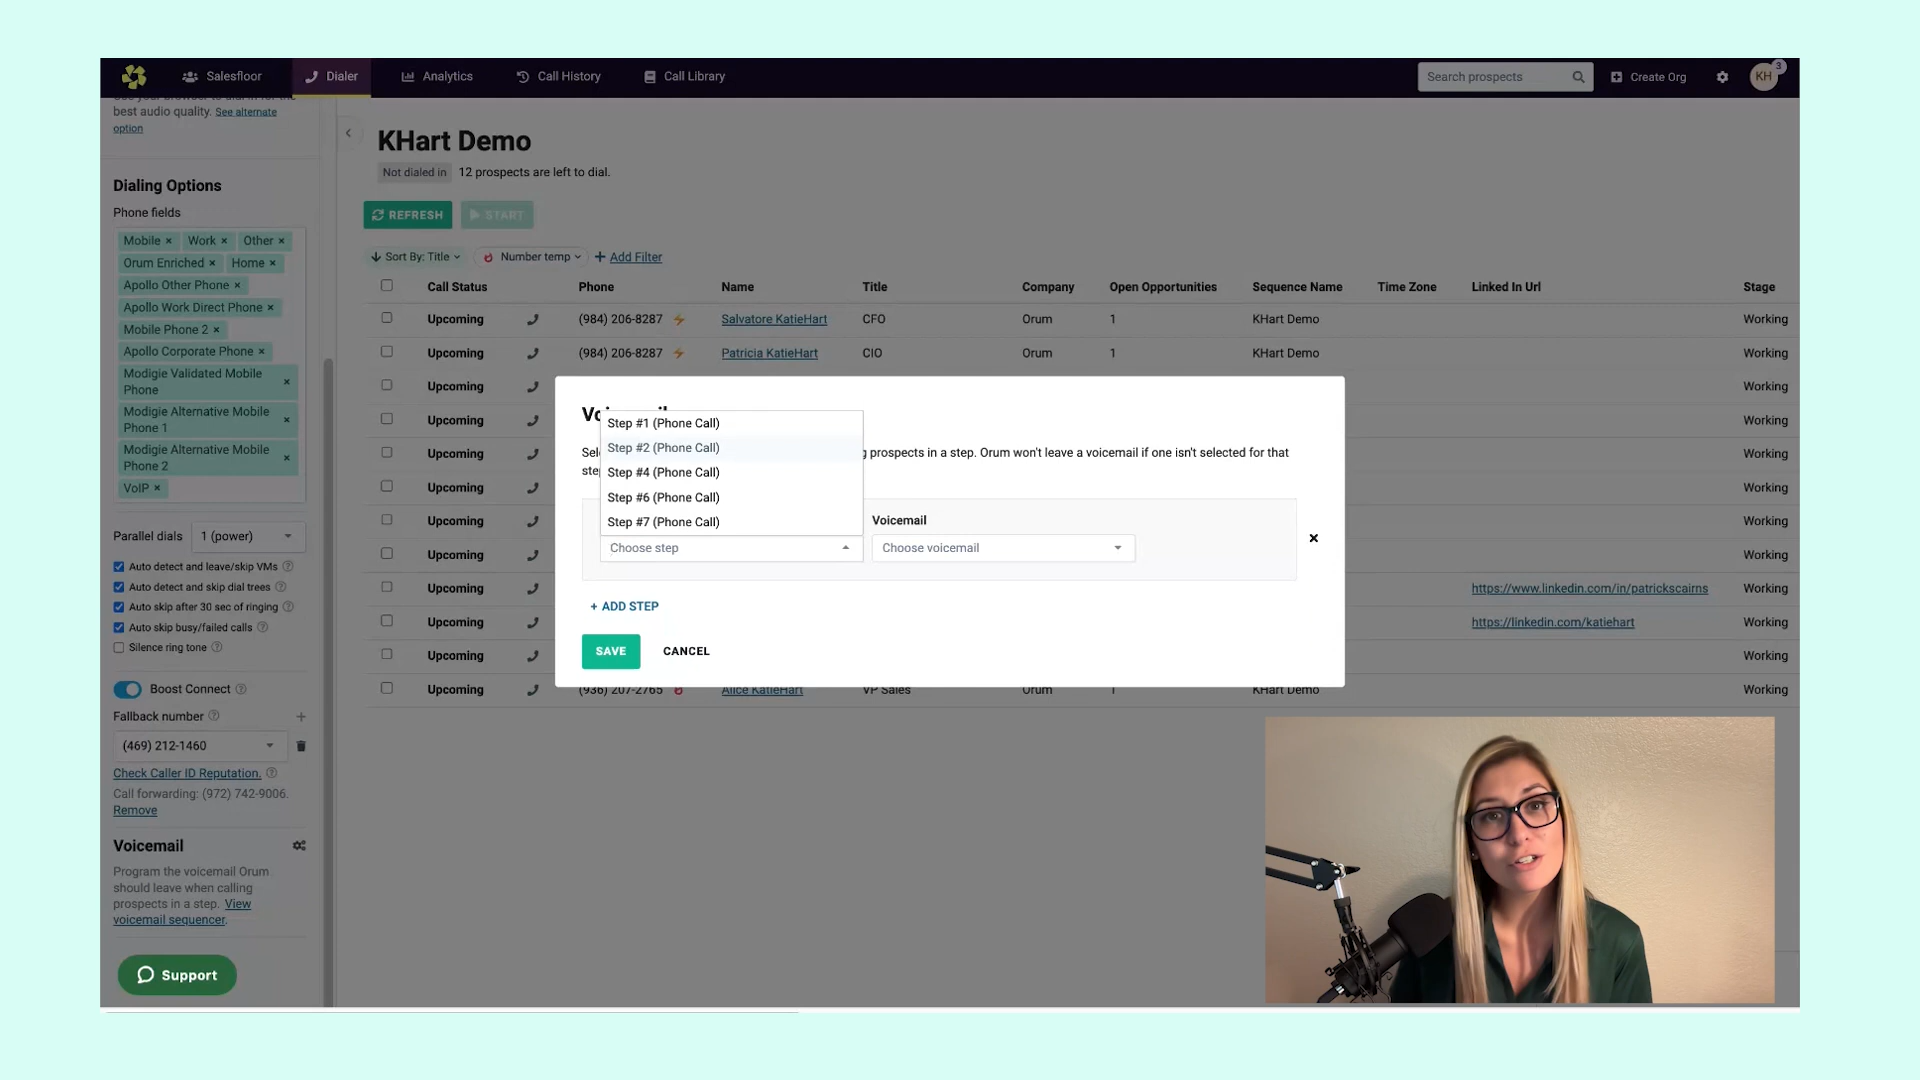 Salesfloor
Dialer
Analytics
Call History
Call Library
Search prospects
Create Org
KH
3
best audio quality. See alternate
option
Dialing Options
Phone fields
Mobile × Work × Other ×
Orum Enriched × Home ×
Apollo Other Phone ×
Apollo Work Direct Phone ×
Mobile Phone 2 ×
Apollo Corporate Phone ×
Modigie Validated Mobile
Phone ×
Modigie Alternative Mobile
Phone 1 ×
Modigie Alternative Mobile
Phone 2 ×
VoIP ×
Parallel dials 1 (power)
Auto detect and leave/skip VMs
Auto detect and skip dial trees
Auto skip after 30 sec of ringing
Auto skip busy/failed calls
Silence ring tone
Boost Connect
Fallback number +
(469) 212-1460
Check Caller ID Reputation.
Call forwarding: (972) 742-9006.
Remove
Voicemail
Program the voicemail Orum
should leave when calling
prospects in a step. View
voicemail sequencer.
Support
KHart Demo
Not dialed in 12 prospects are left to dial.
REFRESH START
Sort By: Title Number temp + Add Filter
Call Status Phone Name Title Company Open Opportunities Sequence Name Time Zone Linked In Url Stage
Upcoming (984) 206-8287 Salvatore KatieHart CFO Orum 1 KHart Demo Working
Upcoming (984) 206-8287 Patricia KatieHart CIO Orum 1 KHart Demo Working
Upcoming Working
Upcoming Working
Upcoming Working
Upcoming Working
Upcoming Working
Upcoming Working
Upcoming https://www.linkedin.com/in/patrickscairns Working
Upcoming https://linkedin.com/katiehart Working
Upcoming Working
Upcoming (936) 207-2765 Alice KatieHart VP Sales Orum 1 KHart Demo Working
Step #1 (Phone Call)
Step #2 (Phone Call)
Step #4 (Phone Call)
Step #6 (Phone Call)
Step #7 (Phone Call)
prospects in a step. Orum won't leave a voicemail if one isn't selected for that
Voicemail
Choose step
Choose voicemail
+ ADD STEP
SAVE CANCEL